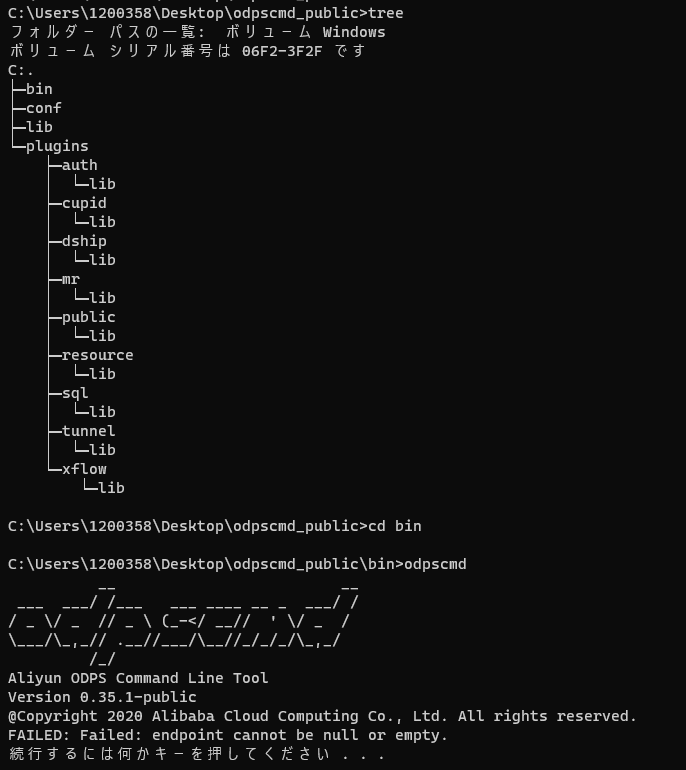 C:\Users\1200358\Desktop\odpscmd_public>tree
フォルダー パスの一覧:  ボリューム Windows
ボリューム シリアル番号は 06F2-3F2F です
C:.
├─bin
├─conf
├─lib
└─plugins
    ├─auth
    │  └─lib
    ├─cupid
    │  └─lib
    ├─dship
    │  └─lib
    ├─mr
    │  └─lib
    ├─public
    │  └─lib
    ├─resource
    │  └─lib
    ├─sql
    │  └─lib
    ├─tunnel
    │  └─lib
    └─xflow
        └─lib
C:\Users\1200358\Desktop\odpscmd_public>cd bin
C:\Users\1200358\Desktop\odpscmd_public\bin>odpscmd
          __                         __
 ___  ___/ /___   ___ ____ __ _  ___/ /
/ _ \/ _  // _ \ (_-</ __//  ' \/ _  /
\___/\_,_// .__//___/\__//_/_/_/\_,_/
         /_/
Aliyun ODPS Command Line Tool
Version 0.35.1-public
@Copyright 2020 Alibaba Cloud Computing Co., Ltd. All rights reserved.
FAILED: Failed: endpoint cannot be null or empty.
続行するには何かキーを押してください . . .